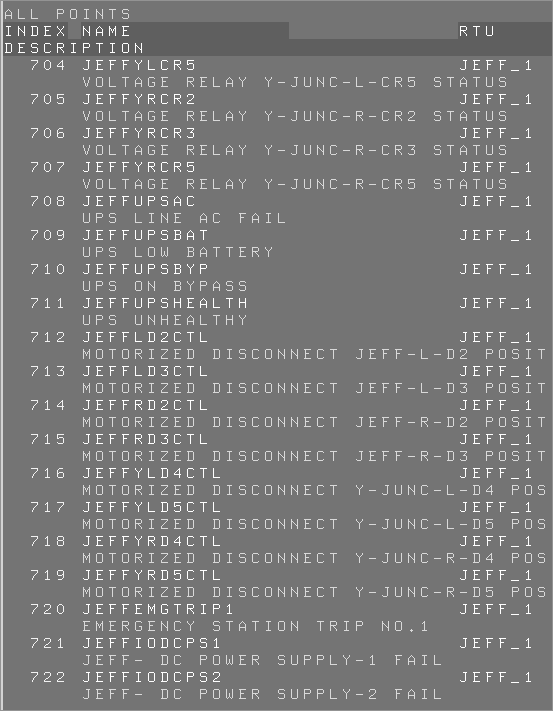 ALL POINTS
INDEX NAME RTU
DESCRIPTION
704 JEFFYLCR5 JEFF_1
VOLTAGE RELAY Y-JUNC-L-CR5 STATUS
705 JEFFYRCR2 JEFF_1
VOLTAGE RELAY Y-JUNC-R-CR2 STATUS
706 JEFFYRCR3 JEFF_1
VOLTAGE RELAY Y-JUNC-R-CR3 STATUS
707 JEFFYRCR5 JEFF_1
VOLTAGE RELAY Y-JUNC-R-CR5 STATUS
708 JEFFUPSAC JEFF_1
UPS LINE AC FAIL
709 JEFFUPSBAT JEFF_1
UPS LOW BATTERY
710 JEFFUPSBYP JEFF_1
UPS ON BYPASS
711 JEFFUPSHEALTH JEFF_1
UPS UNHEALTHY
712 JEFFLD2CTL JEFF_1
MOTORIZED DISCONNECT JEFF-L-D2 POSIT
713 JEFFLD3CTL JEFF_1
MOTORIZED DISCONNECT JEFF-L-D3 POSIT
714 JEFFRD2CTL JEFF_1
MOTORIZED DISCONNECT JEFF-R-D2 POSIT
715 JEFFRD3CTL JEFF_1
MOTORIZED DISCONNECT JEFF-R-D3 POSIT
716 JEFFYLD4CTL JEFF_1
MOTORIZED DISCONNECT Y-JUNC-L-D4 POS
717 JEFFYLD5CTL JEFF_1
MOTORIZED DISCONNECT Y-JUNC-L-D5 POS
718 JEFFYRD4CTL JEFF_1
MOTORIZED DISCONNECT Y-JUNC-R-D4 POS
719 JEFFYRD5CTL JEFF_1
MOTORIZED DISCONNECT Y-JUNC-R-D5 POS
720 JEFFEMGTRIP1 JEFF_1
EMERGENCY STATION TRIP NO.1
721 JEFFIODCPS1 JEFF_1
JEFF- DC POWER SUPPLY-1 FAIL
722 JEFFIODCPS2 JEFF_1
JEFF- DC POWER SUPPLY-2 FAIL